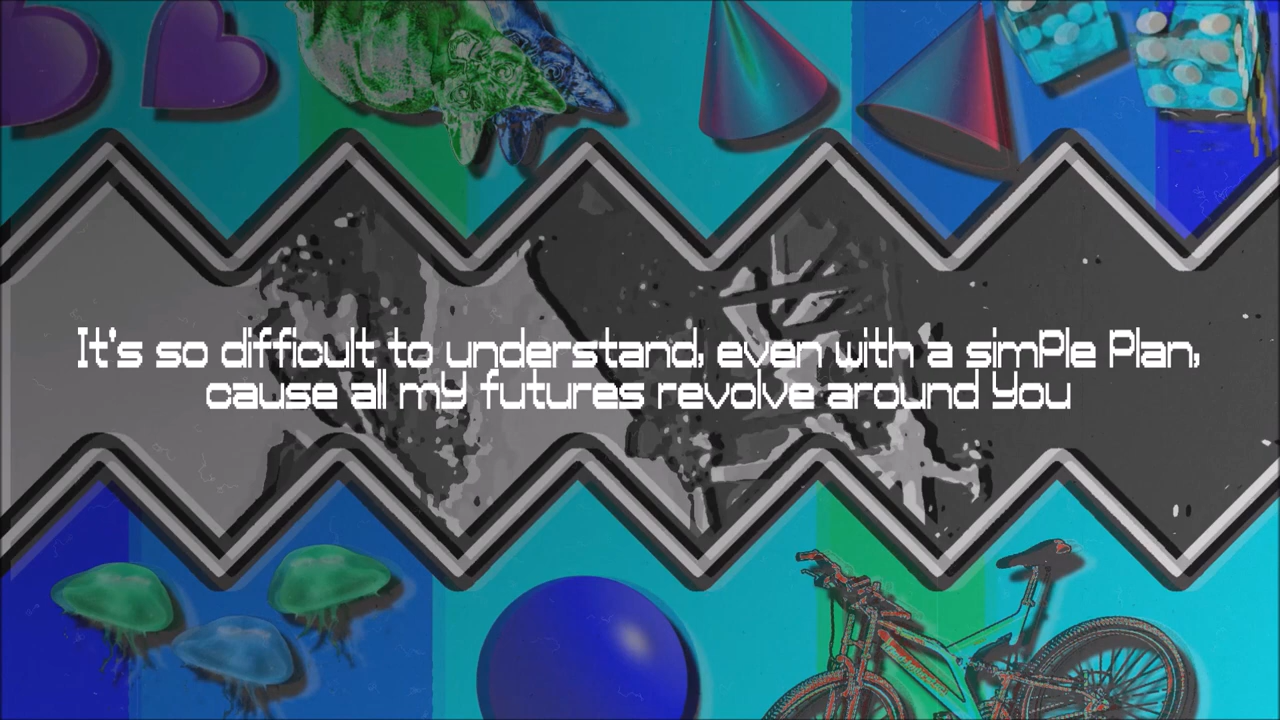 It's so difficult to understand, even with a simPle Plan,
cause all mY futures revolve around You